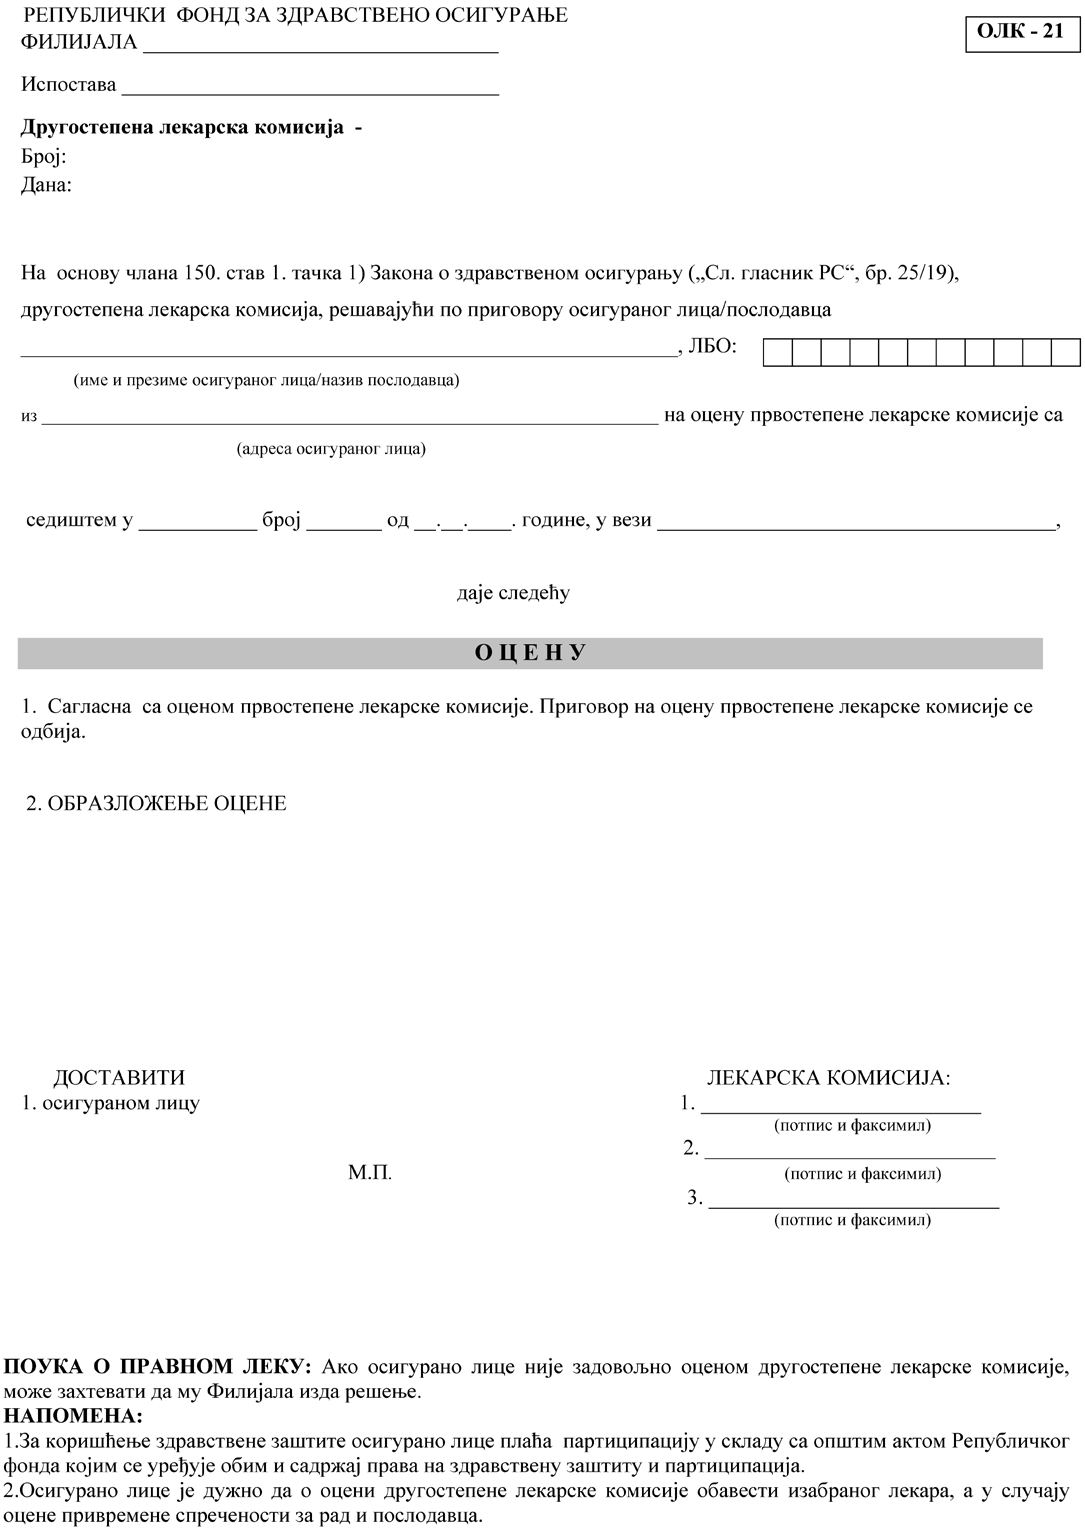 РЕПУБЛИЧКИ ФОНД ЗА ЗДРАВСТВЕНО ОСИГУРАЊЕ
ФИЛИЈАЛА ________________________________
ОЛК - 21
Испостава __________________________________
Другостепена лекарска комисија -
Број:
Дана:
На основу члана 150. став 1. тачка 1) Закона о здравственом осигурању („Сл. гласник РС“, бр. 25/19),
другостепена лекарска комисија, решавајући по приговору осигураног лица/послодавца
____________________________________________________________, ЛБО:
(име и презиме осигураног лица/назив послодавца)
из ________________________________________________________ на оцену првостепене лекарске комисије са
(адреса осигураног лица)
седиштем у _____________ број _______ од __.__.____. године, у вези ____________________________________,
даје следећу
О Ц Е Н У
1. Сагласна са оценом првостепене лекарске комисије. Приговор на оцену првостепене лекарске комисије се
одбија.
2. ОБРАЗЛОЖЕЊЕ ОЦЕНЕ
ДОСТАВИТИ
1. осигураном лицу
М.П.
ЛЕКАРСКА КОМИСИЈА:
1. __________________________
(потпис и факсимил)
2. ___________________________
(потпис и факсимил)
3. ___________________________
(потпис и факсимил)
ПОУКА О ПРАВНОМ ЛЕКУ: Ако осигурано лице није задовољно оценом другостепене лекарске комисије,
може захтевати да му Филијала изда решење.
НАПОМЕНА:
1.За коришћење здравствене заштите осигурано лице плаћа партиципацију у складу са општим актом Републичког
фонда којим се уређује обим и садржај права на здравствену заштиту и партиципација.
2.Осигурано лице је дужно да о оцени другостепене лекарске комисије обавести изабраног лекара, а у случају
оцене привремене спречености за рад и послодавца.